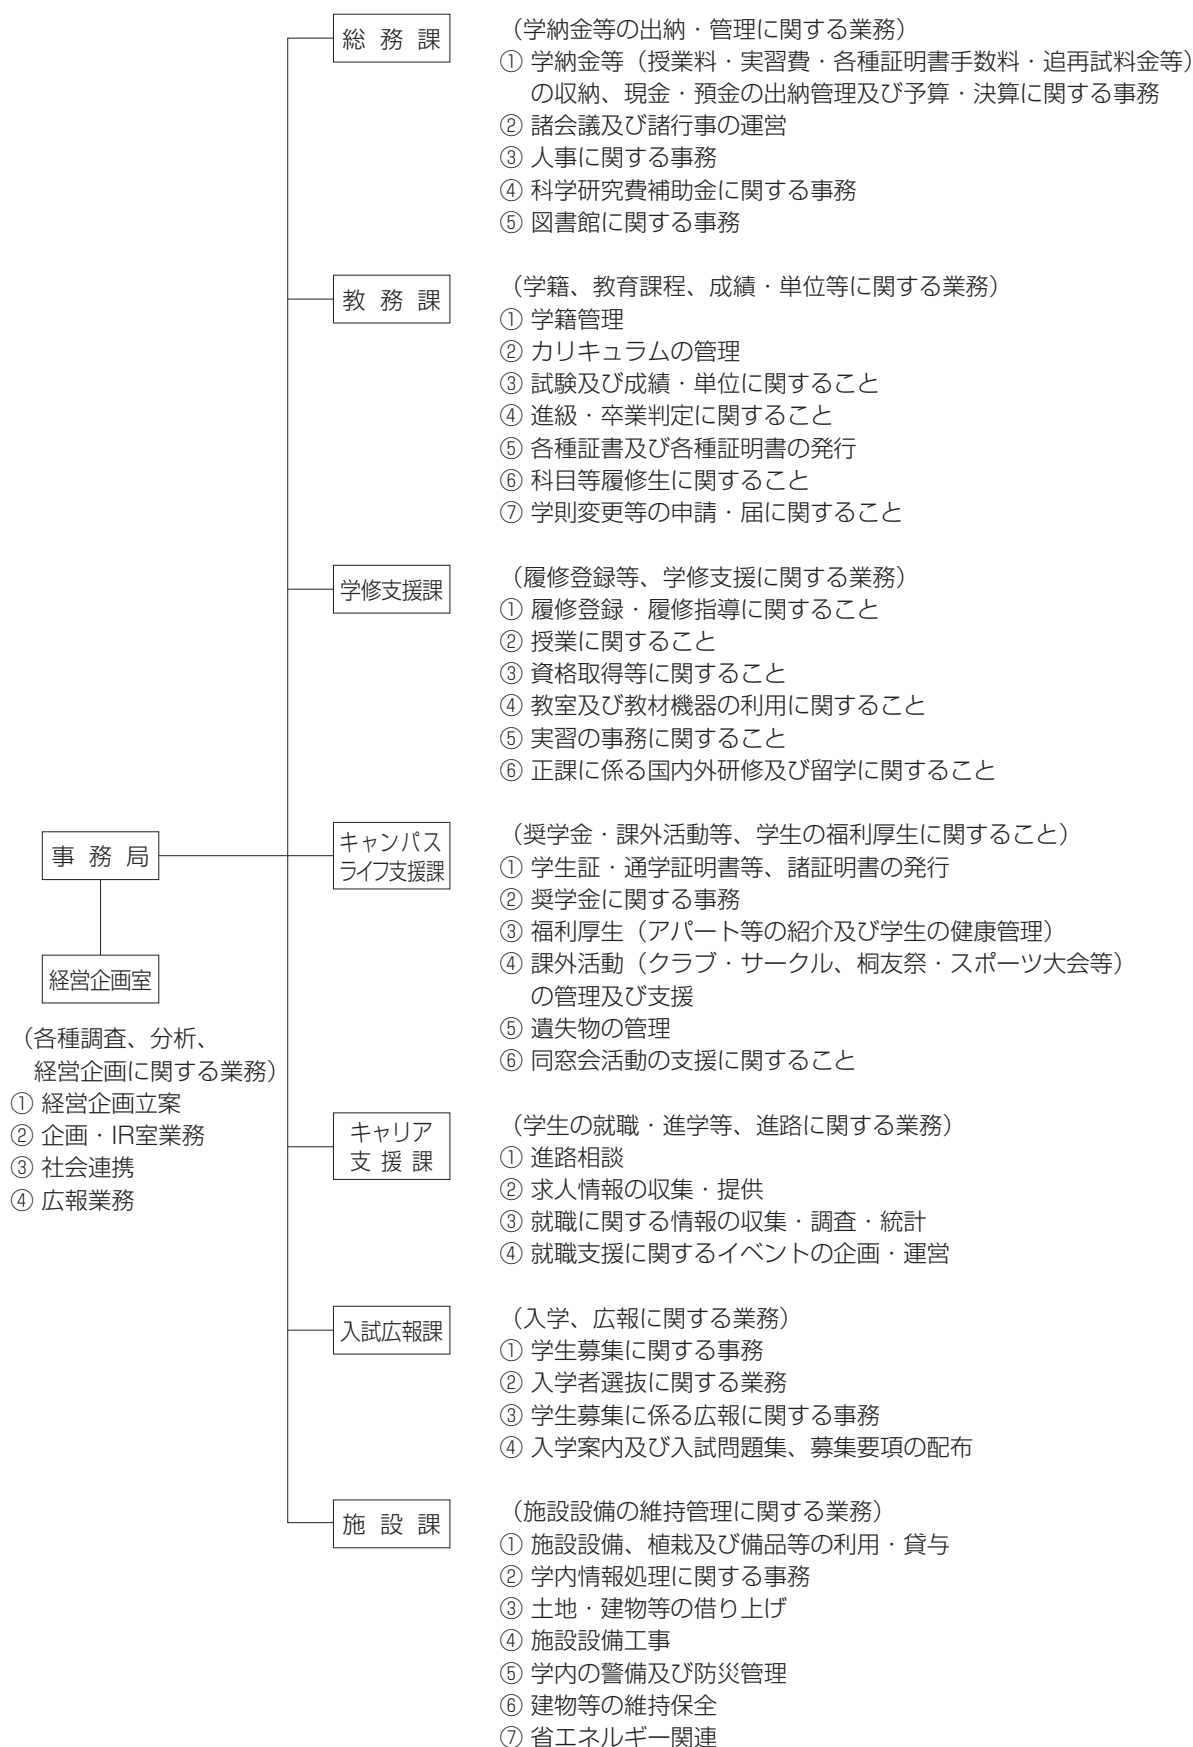 総務課
（学納金等の出納・管理に関する業務）
① 学納金等（授業料・実習費・各種証明書手数料・追再試料金等）
の収納、現金・預金の出納管理及び予算・決算に関する事務
② 諸会議及び諸行事の運営
③ 人事に関する事務
④ 科学研究費補助金に関する事務
⑤ 図書館に関する事務
教務課
（学籍、教育課程、成績・単位等に関する業務）
① 学籍管理
② カリキュラムの管理
③ 試験及び成績・単位に関すること
④ 進級・卒業判定に関すること
⑤ 各種証書及び各種証明書の発行
⑥ 科目等履修生に関すること
⑦ 学則変更等の申請・届に関すること
学修支援課
（履修登録等、学修支援に関する業務）
① 履修登録・履修指導に関すること
② 授業に関すること
③ 資格取得等に関すること
④ 教室及び教材機器の利用に関すること
⑤ 実習の事務に関すること
⑥ 正課に係る国内外研修及び留学に関すること
事務局
経営企画室
（各種調査、分析、
経営企画に関する業務）
① 経営企画立案
② 企画・IR室業務
③ 社会連携
④ 広報業務
キャンパス
ライフ支援課
（奨学金・課外活動等、学生の福利厚生に関すること）
① 学生証・通学証明書等、諸証明書の発行
② 奨学金に関する事務
③ 福利厚生（アパート等の紹介及び学生の健康管理）
④ 課外活動（クラブ・サークル、桐友祭・スポーツ大会等）
の管理及び支援
⑤ 遺失物の管理
⑥ 同窓会活動の支援に関すること
キャリア
支援課
（学生の就職・進学等、進路に関する業務）
① 進路相談
② 求人情報の収集・提供
③ 就職に関する情報の収集・調査・統計
④ 就職支援に関するイベントの企画・運営
入試広報課
（入学、広報に関する業務）
① 学生募集に関する事務
② 入学者選抜に関する業務
③ 学生募集に係る広報に関する事務
④ 入学案内及び入試問題集、募集要項の配布
施設課
（施設設備の維持管理に関する業務）
① 施設設備、植栽及び備品等の利用・貸与
② 学内情報処理に関する事務
③ 土地・建物等の借り上げ
④ 施設設備工事
⑤ 学内の警備及び防災管理
⑥ 建物等の維持保全
⑦ 省エネルギー関連